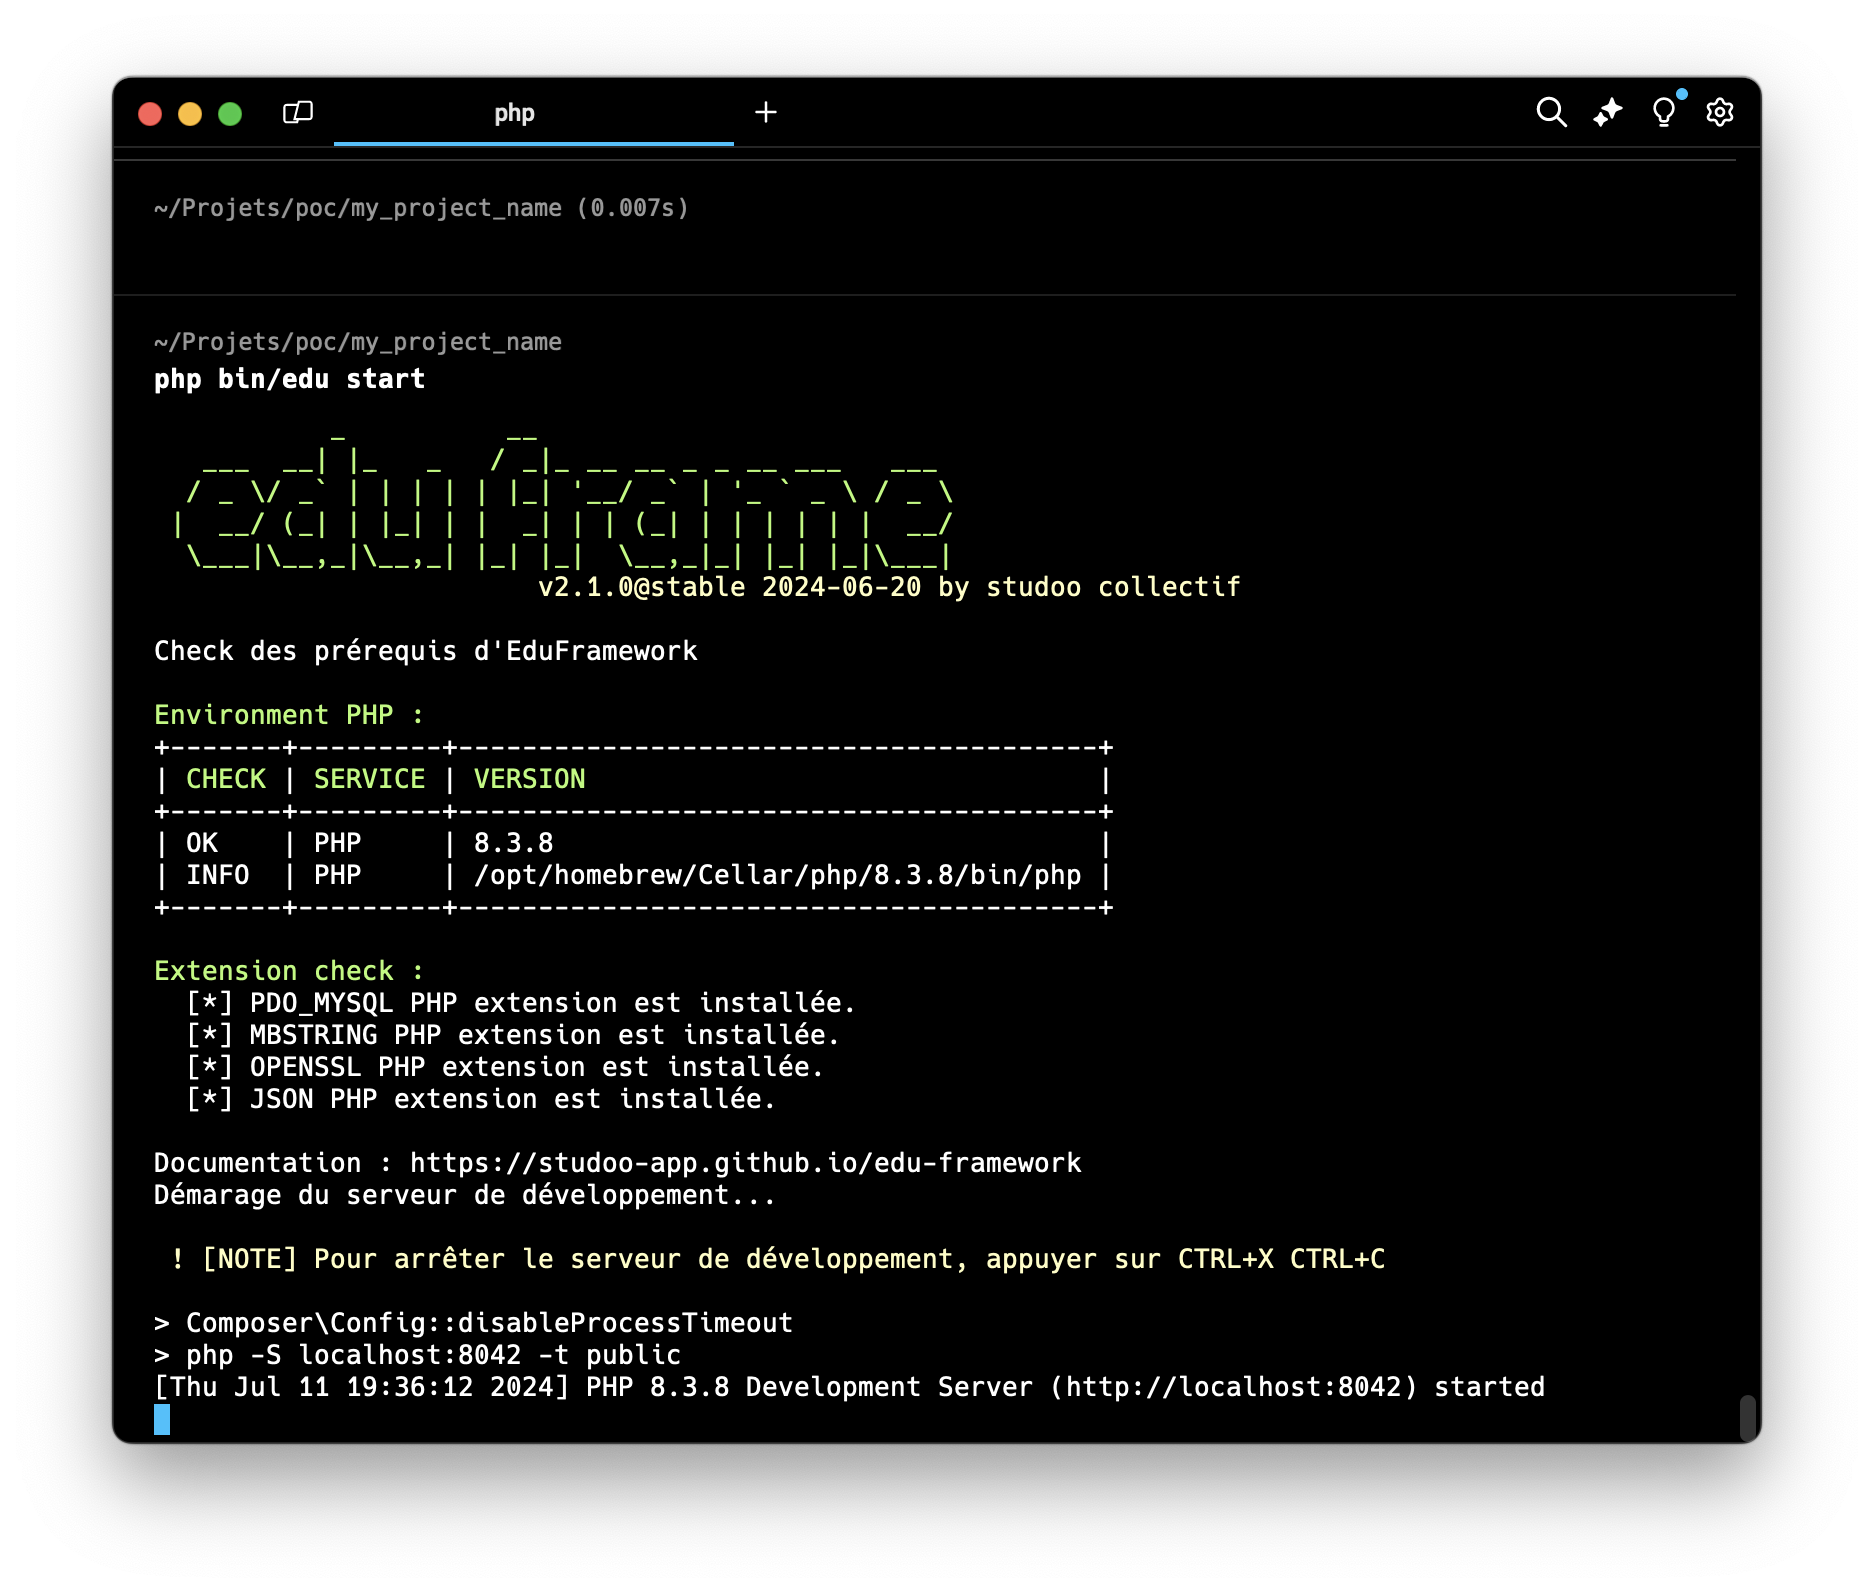 php
~/Projets/poc/my_project_name (0.007s)
~/Projets/poc/my_project_name
php bin/edu start
edu frame
v2.1.0@stable 2024-06-20 by studoo collectif
Check des prérequis d'EduFramework
Environment PHP :
+-------+---------+----------------------------------------+
| CHECK | SERVICE | VERSION                                |
+-------+---------+----------------------------------------+
| OK    | PHP     | 8.3.8                                  |
| INFO  | PHP     | /opt/homebrew/Cellar/php/8.3.8/bin/php |
+-------+---------+----------------------------------------+
Extension check :
[*] PDO_MYSQL PHP extension est installée.
[*] MBSTRING PHP extension est installée.
[*] OPENSSL PHP extension est installée.
[*] JSON PHP extension est installée.
Documentation : https://studoo-app.github.io/edu-framework
Démarage du serveur de développement...
! [NOTE] Pour arrêter le serveur de développement, appuyer sur CTRL+X CTRL+C
> Composer\Config::disableProcessTimeout
> php -S localhost:8042 -t public
[Thu Jul 11 19:36:12 2024] PHP 8.3.8 Development Server (http://localhost:8042) started